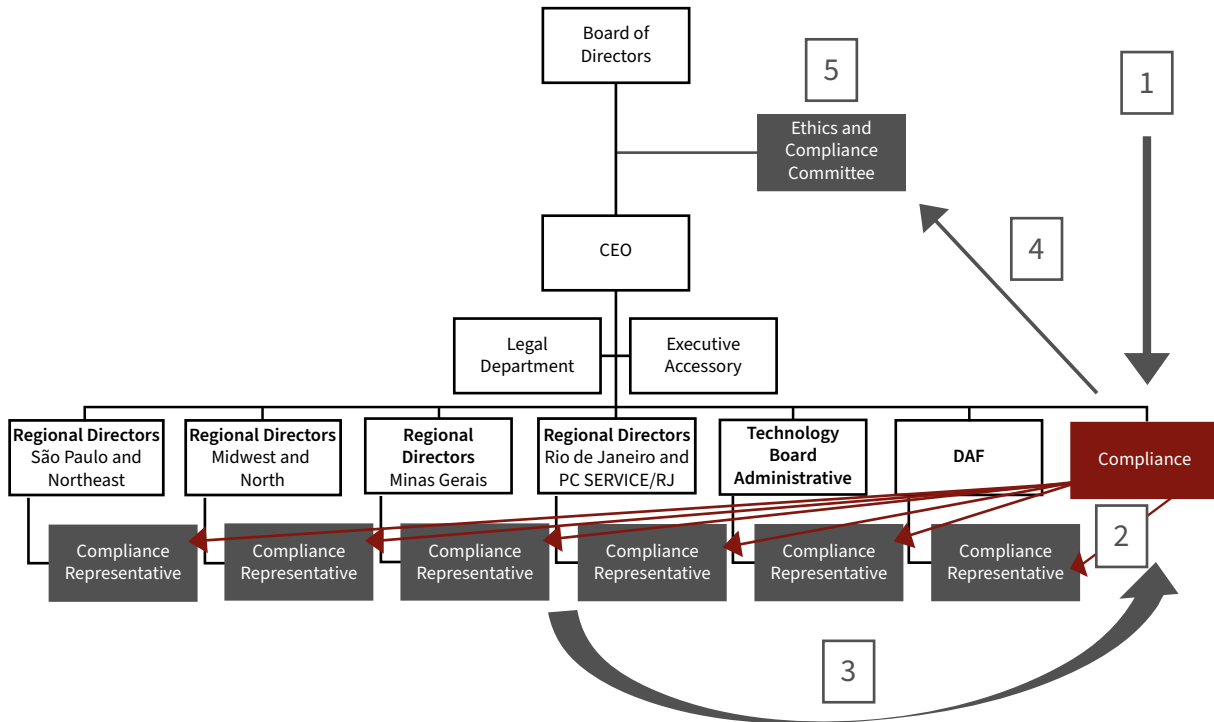 Board of
Directors
5
1
Ethics and
Compliance
Committee
CEO
4
Legal
Department
Executive
Accessory
Regional Directors
São Paulo and
Northeast
Regional Directors
Midwest and
North
Regional
Directors
Minas Gerais
Regional Directors
Rio de Janeiro and
PC SERVICE/RJ
Technology
Board
Administrative
DAF
Compliance
Compliance
Representative
Compliance
Representative
Compliance
Representative
Compliance
Representative
Compliance
Representative
Compliance
Representative
2
3